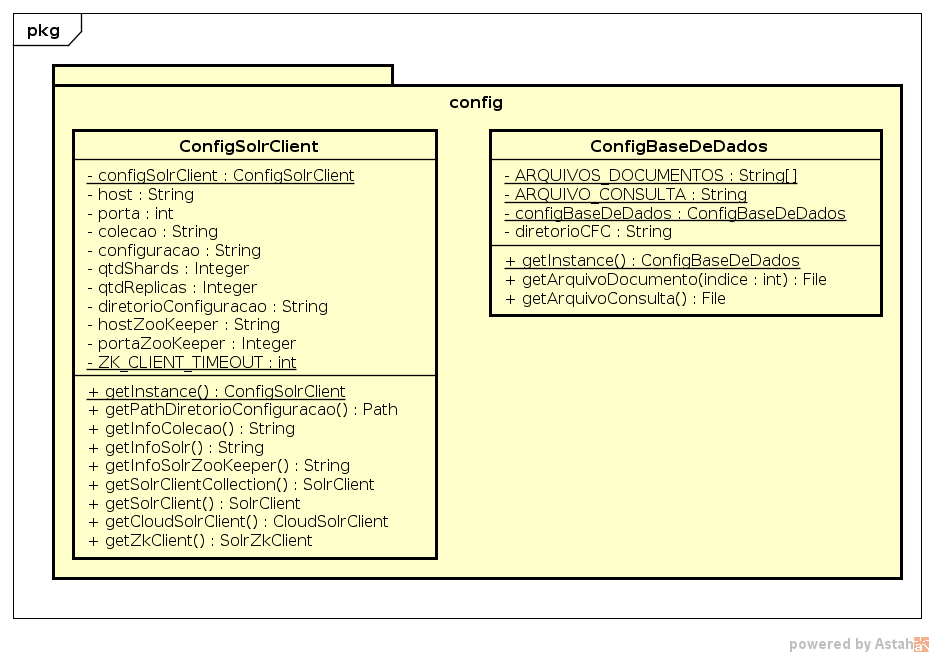 pkg
config
ConfigSolrClient
- configSolrClient : ConfigSolrClient
- host : String
- porta : int
- colecao : String
- configuracao : String
- qtdShards : Integer
- qtdReplicas : Integer
- diretorioConfiguracao : String
- hostZooKeeper : String
- portaZooKeeper : Integer
- ZK_CLIENT_TIMEOUT : int
+ getInstance() : ConfigSolrClient
+ getPathDiretorioConfiguracao() : Path
+ getInfoColecao() : String
+ getInfoSolr() : String
+ getInfoSolrZooKeeper() : String
+ getSolrClientCollection() : SolrClient
+ getSolrClient() : SolrClient
+ getCloudSolrClient() : CloudSolrClient
+ getZkClient() : SolrZkClient
ConfigBaseDeDados
- ARQUIVOS_DOCUMENTOS : String[]
- ARQUIVO_CONSULTA : String
- configBaseDeDados : ConfigBaseDeDados
- diretorioCFC : String
+ getInstance() : ConfigBaseDeDados
+ getArquivoDocumento(indice : int) : File
+ getArquivoConsulta() : File
powered by Astah